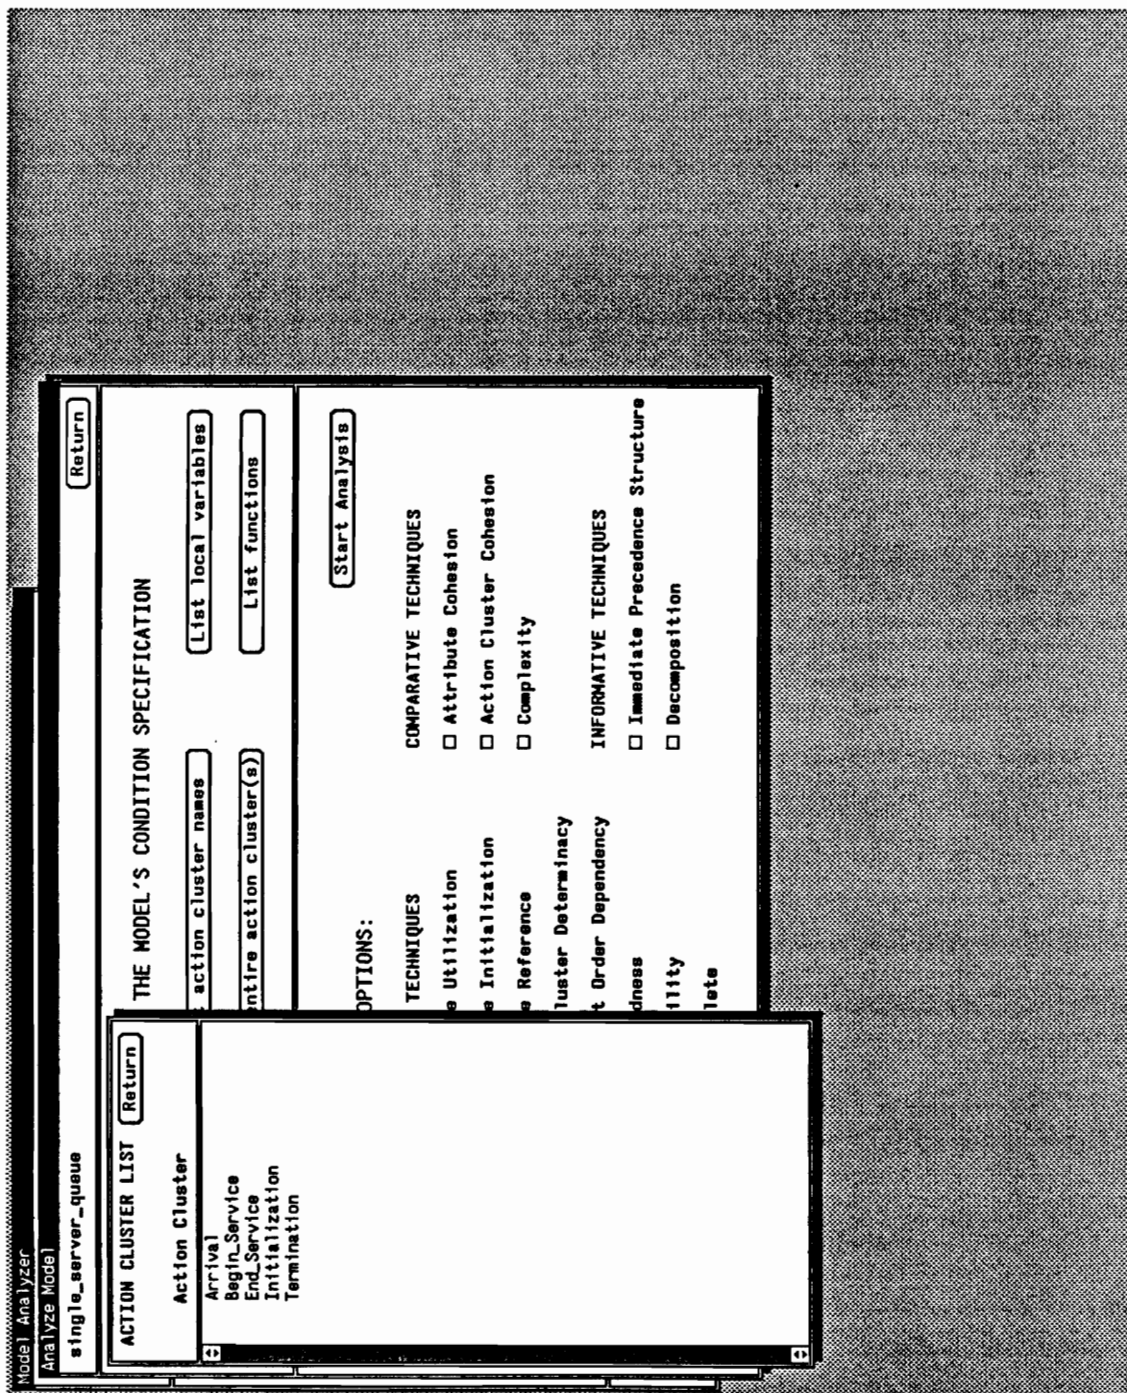 Model Analyzer
Analyze Model
single_server_queue Return
THE MODEL'S CONDITION SPECIFICATION
action cluster names List local variables
entire action cluster(s) List functions
Start Analysis
OPTIONS:
TECHNIQUES COMPARATIVE TECHNIQUES
e Utilization □ Attribute Cohesion
e Initialization □ Action Cluster Cohesion
e Reference □ Complexity
luster Determinacy
t Order Dependency INFORMATIVE TECHNIQUES
dness □ Immediate Precedence Structure
ility □ Decomposition
lete
ACTION CLUSTER LIST Return
Action Cluster
Arrival
Begin_Service
End_Service
Initialization
Termination